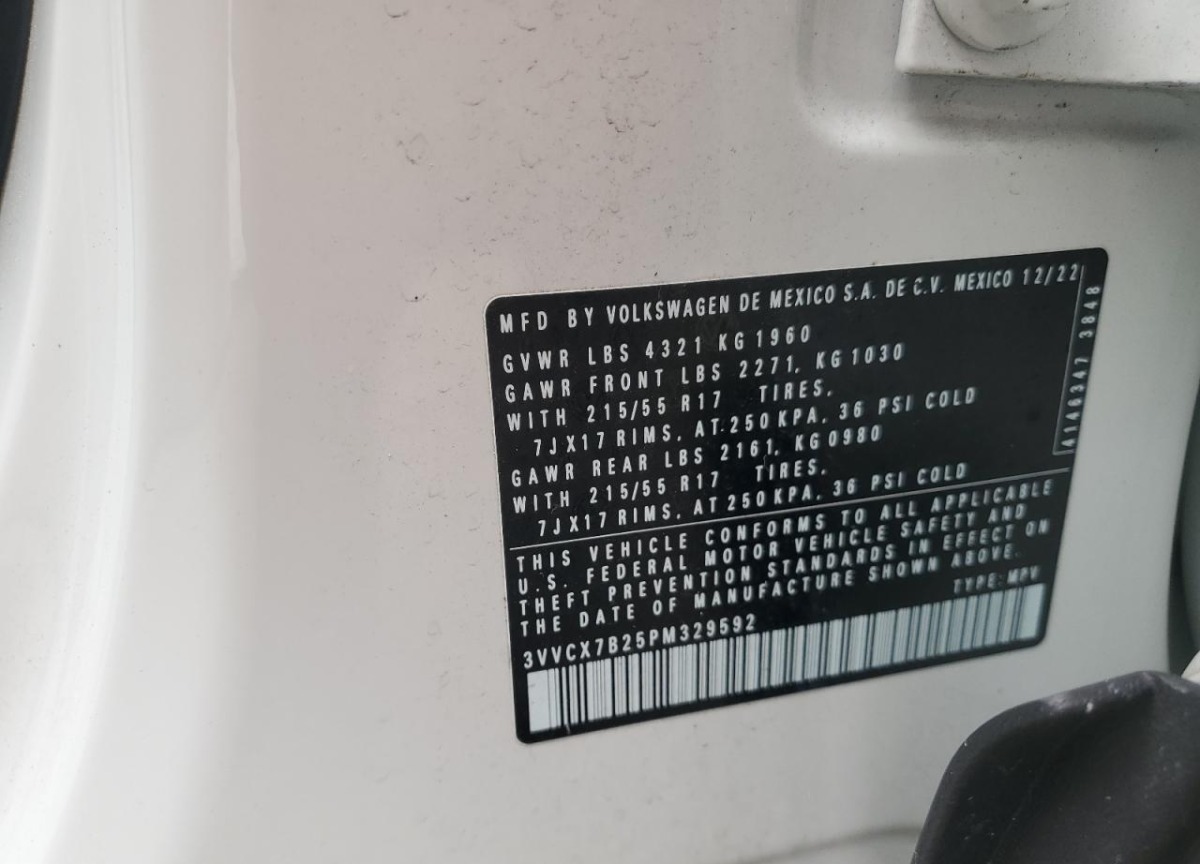 MFD BY VOLKSWAGEN DE MEXICO S.A. DE C.V. MEXICO 12/22
GVWR LBS 4321 KG 1960
GAWR FRONT LBS 2271, KG 1030
WITH 215/55 R17 TIRES,
7JX17 RIMS, AT 250 KPA, 36 PSI COLD
GAWR REAR LBS 2161, KG 0980
WITH 215/55 R17 TIRES,
7JX17 RIMS, AT 250 KPA, 36 PSI COLD
4146347 3848
THIS VEHICLE CONFORMS TO ALL APPLICABLE
U.S. FEDERAL MOTOR VEHICLE SAFETY AND
THEFT PREVENTION STANDARDS IN EFFECT ON
THE DATE OF MANUFACTURE SHOWN ABOVE.
TYPE: MPV
3VVCX7B25PM329592